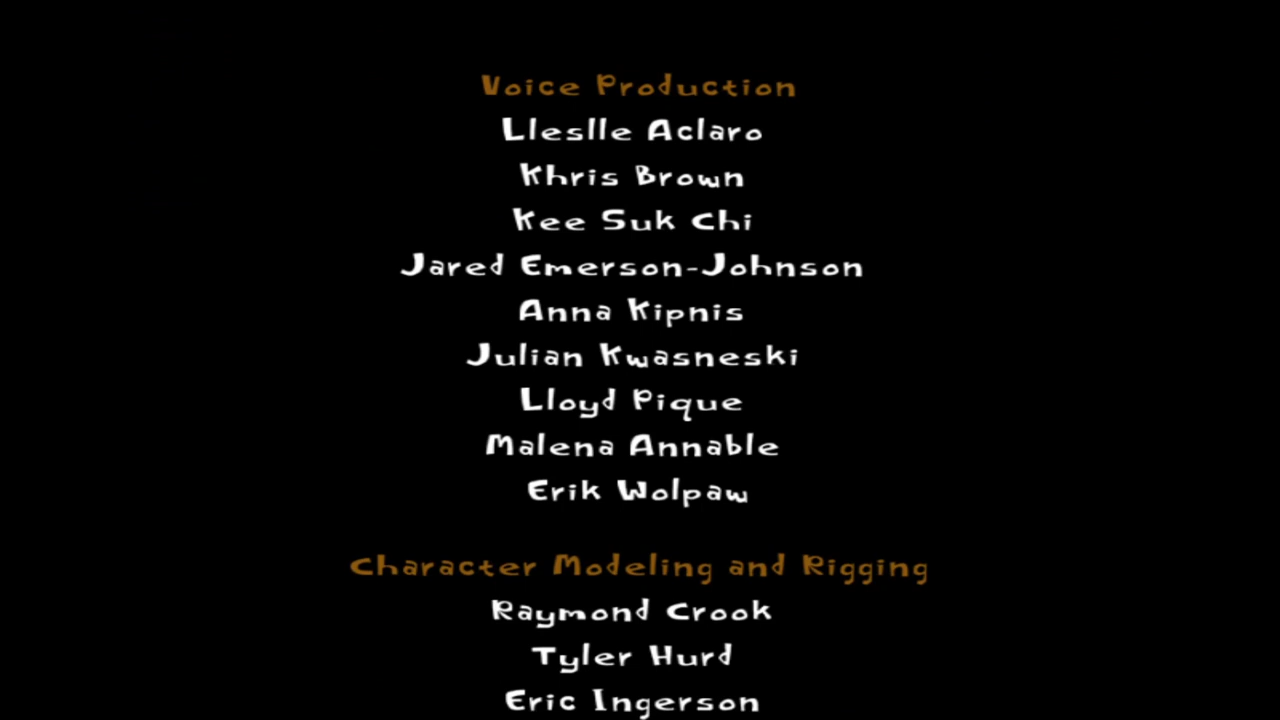 Voice Production
Lleslle Aclaro
Khris Brown
Kee Suk Chi
Jared Emerson-Johnson
Anna Kipnis
Julian Kwasneski
Lloyd Pique
Malena Annable
Erik Wolpaw
Character Modeling and Rigging
Raymond Crook
Tyler Hurd
Eric Ingerson